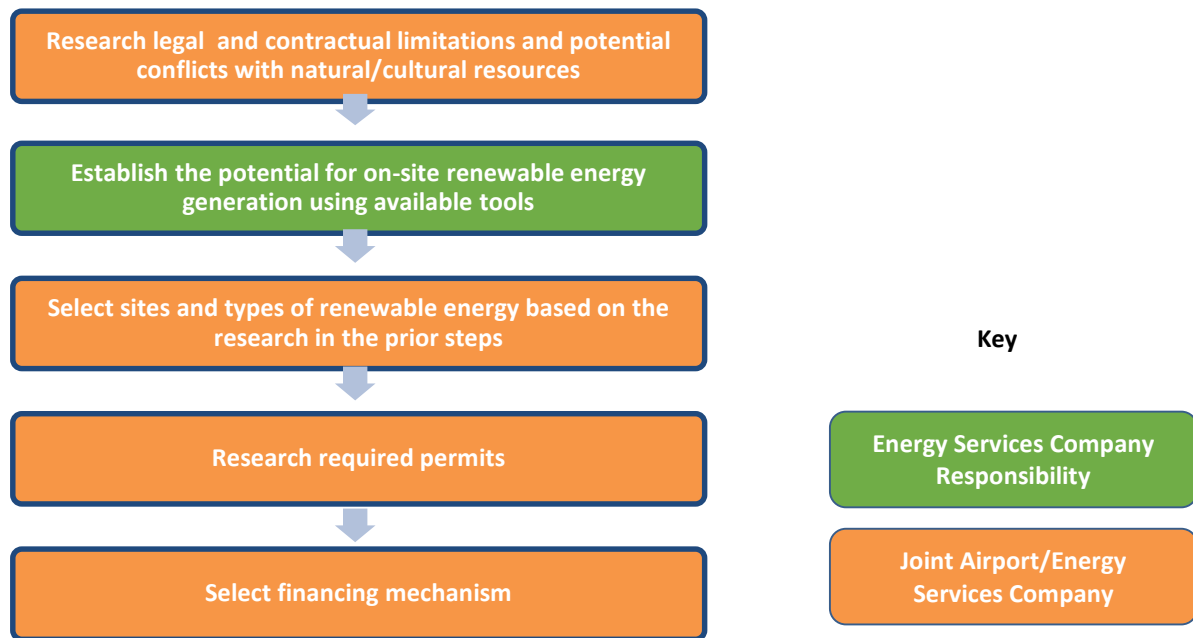 Research legal  and contractual limitations and potential
conflicts with natural/cultural resources
Establish the potential for on-site renewable energy
generation using available tools
Select sites and types of renewable energy based on the
research in the prior steps
Key
Research required permits
Energy Services Company
Responsibility
Select financing mechanism
Joint Airport/Energy
Services Company